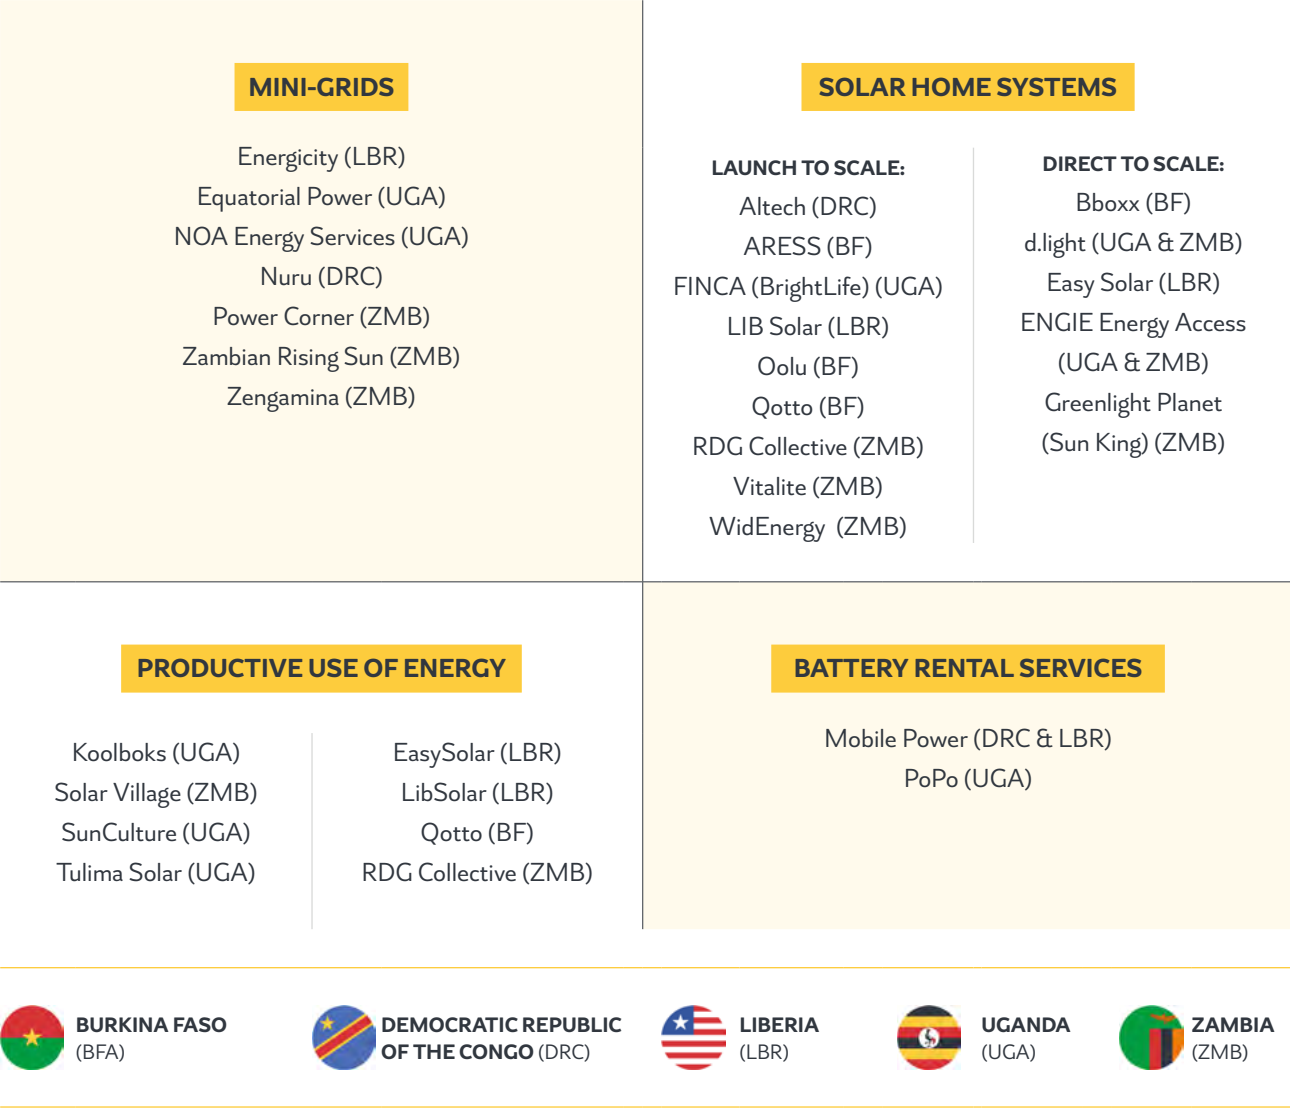 MINI-GRIDS
Energicity (LBR)
Equatorial Power (UGA)
NOA Energy Services (UGA)
Nuru (DRC)
Power Corner (ZMB)
Zambian Rising Sun (ZMB)
Zengamina (ZMB)
SOLAR HOME SYSTEMS
LAUNCH TO SCALE:
Altech (DRC)
ARESS (BF)
FINCA (BrightLife) (UGA)
LIB Solar (LBR)
Oolu (BF)
Qotto (BF)
RDG Collective (ZMB)
Vitalite (ZMB)
WidEnergy (ZMB)
DIRECT TO SCALE:
Bboxx (BF)
d.light (UGA & ZMB)
Easy Solar (LBR)
ENGIE Energy Access
(UGA & ZMB)
Greenlight Planet
(Sun King) (ZMB)
PRODUCTIVE USE OF ENERGY
Koolboks (UGA)
Solar Village (ZMB)
SunCulture (UGA)
Tulima Solar (UGA)
EasySolar (LBR)
LibSolar (LBR)
Qotto (BF)
RDG Collective (ZMB)
BATTERY RENTAL SERVICES
Mobile Power (DRC & LBR)
PoPo (UGA)
BURKINA FASO
(BFA)
DEMOCRATIC REPUBLIC
OF THE CONGO (DRC)
LIBERIA
(LBR)
UGANDA
(UGA)
ZAMBIA
(ZMB)